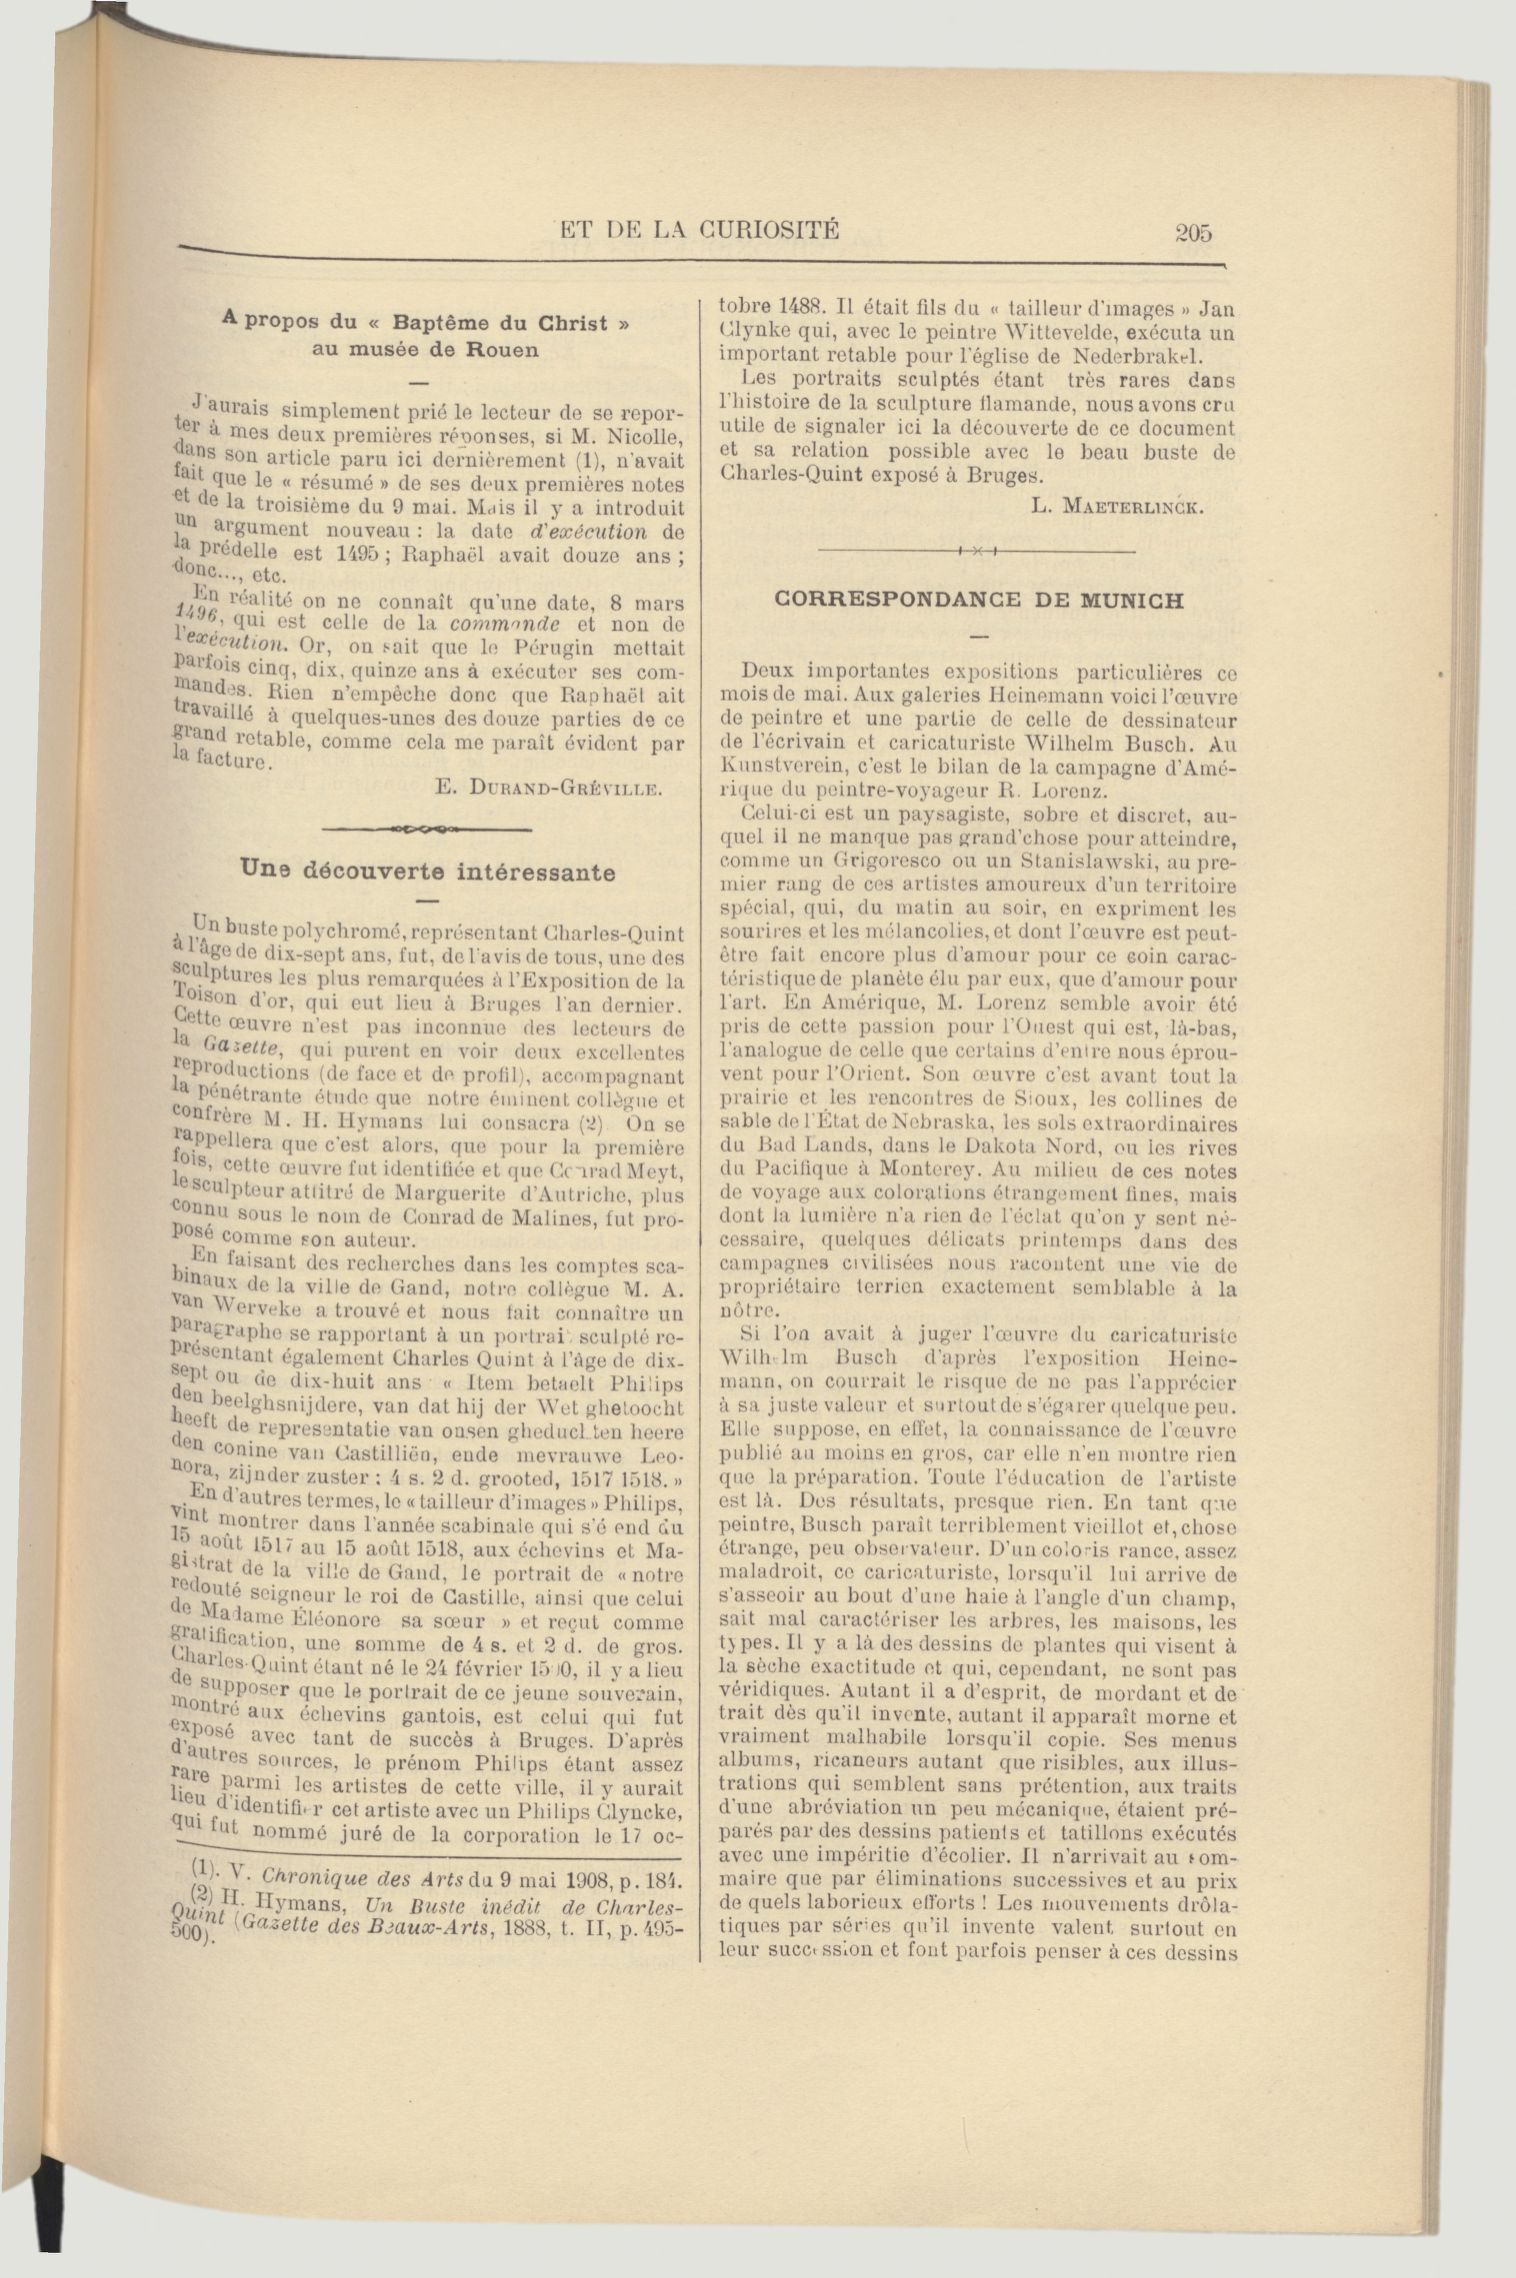 ET DE LA CURIOSITÉ
205
A propos du « Baptême du Christ »
au musée de Rouen
J'aurais simplement prié le lecteur de se repor-
ter à mes deux premières réponses, si M. Nicolle,
dans son article paru ici dernièrement (1), n'avait
fait que le « résumé » de ses deux premières notes
et de la troisième du 9 mai. Mais il y a introduit
un argument nouveau : la date d'exécution de
la prédelle est 1495 ; Raphaël avait douze ans ;
donc..., etc.
En réalité on ne connaît qu'une date, 8 mars
1496, qui est celle de la commande et non de
l'exécution. Or, on sait que le Pérugin mettait
parfois cinq, dix, quinze ans à exécuter ses com-
mandes. Rien n'empêche donc que Raphaël ait
travaillé à quelques-unes des douze parties de ce
grand retable, comme cela me paraît évident par
la facture.
E. DURAND-GRÉVILLE.
Une découverte intéressante
Un buste polychromé, représentant Charles-Quint
à l'âge de dix-sept ans, fut, de l'avis de tous, une des
sculptures les plus remarquées à l'Exposition de la
Toison d'or, qui eut lieu à Bruges l'an dernier.
Cette œuvre n'est pas inconnue des lecteurs de
la Gazette, qui purent en voir deux excellentes
reproductions (de face et de profil), accompagnant
la pénétrante étude que notre éminent collègue et
confrère M. H. Hymans lui consacra (2) On se
rappellera que c'est alors, que pour la première
fois, cette œuvre fut identifiée et que Conrad Meyt,
le sculpteur attitré de Marguerite d'Autriche, plus
connu sous le nom de Conrad de Malines, fut pro-
posé comme son auteur.
En faisant des recherches dans les comptes sca-
binaux de la ville de Gand, notre collègue M. A.
van Werveke a trouvé et nous fait connaître un
paragraphe se rapportant à un portrait sculpté re-
présentant également Charles Quint à l'âge de dix-
sept ou de dix-huit ans « Item betaelt Philips
den beelghsnijdere, van dat hij der Wet ghetoocht
heeft de representatie van onsen gheduchten heere
den conine van Castilliën, ende mevrauwe Leo-
nora, zijnder zuster : 4 s. 2 d. grooted, 1517 1518. »
En d'autres termes, le « tailleur d'images » Philips,
vint montrer dans l'année scabinale qui s'é end du
15 août 1517 au 15 août 1518, aux échevins et Ma-
gistrat de la ville de Gand, le portrait de « notre
redouté seigneur le roi de Castille, ainsi que celui
de Madame Éléonore sa sœur » et reçut comme
gratification, une somme de 4 s. et 2 d. de gros.
Charles-Quint étant né le 24 février 1500, il y a lieu
de supposer que le portrait de ce jeune souverain,
montré aux échevins gantois, est celui qui fut
exposé avec tant de succès à Bruges. D'après
d'autres sources, le prénom Philips étant assez
rare parmi les artistes de cette ville, il y aurait
lieu d'identifier cet artiste avec un Philips Clyncke,
qui fut nommé juré de la corporation le 17 oc-
(1). V. Chronique des Arts du 9 mai 1908, p. 184.
(2) H. Hymans, Un Buste inédit de Charles-
Quint (Gazette des Beaux-Arts, 1888, t. II, p. 495-
500).
tobre 1488. Il était fils du « tailleur d'images » Jan
Clynke qui, avec le peintre Wittevelde, exécuta un
important retable pour l'église de Nederbrakel.
Les portraits sculptés étant très rares dans
l'histoire de la sculpture flamande, nous avons cru
utile de signaler ici la découverte de ce document
et sa relation possible avec le beau buste de
Charles-Quint exposé à Bruges.
L. MAETERLINCK.
CORRESPONDANCE DE MUNICH
Deux importantes expositions particulières ce
mois de mai. Aux galeries Heinemann voici l'œuvre
de peintre et une partie de celle de dessinateur
de l'écrivain et caricaturiste Wilhelm Busch. Au
Kunstverein, c'est le bilan de la campagne d'Amé-
rique du peintre-voyageur R. Lorenz.
Celui-ci est un paysagiste, sobre et discret, au-
quel il ne manque pas grand'chose pour atteindre,
comme un Grigoresco ou un Stanislawski, au pre-
mier rang de ces artistes amoureux d'un territoire
spécial, qui, du matin au soir, en expriment les
sourires et les mélancolies, et dont l'œuvre est peut-
être fait encore plus d'amour pour ce coin carac-
téristique de planète élu par eux, que d'amour pour
l'art. En Amérique, M. Lorenz semble avoir été
pris de cette passion pour l'Ouest qui est, là-bas,
l'analogue de celle que certains d'entre nous éprou-
vent pour l'Orient. Son œuvre c'est avant tout la
prairie et les rencontres de Sioux, les collines de
sable de l'État de Nebraska, les sols extraordinaires
du Bad Lands, dans le Dakota Nord, ou les rives
du Pacifique à Monterey. Au milieu de ces notes
de voyage aux colorations étrangement fines, mais
dont la lumière n'a rien de l'éclat qu'on y sent né-
cessaire, quelques délicats printemps dans des
campagnes civilisées nous racontent une vie de
propriétaire terrien exactement semblable à la
nôtre.
Si l'on avait à juger l'œuvre du caricaturiste
Wilhelm Busch d'après l'exposition Heine-
mann, on courrait le risque de ne pas l'apprécier
à sa juste valeur et surtout de s'égarer quelque peu.
Elle suppose, en effet, la connaissance de l'œuvre
publié au moins en gros, car elle n'en montre rien
que la préparation. Toute l'éducation de l'artiste
est là. Des résultats, presque rien. En tant que
peintre, Busch paraît terriblement vieillot et, chose
étrange, peu observateur. D'un coloris rance, assez
maladroit, ce caricaturiste, lorsqu'il lui arrive de
s'asseoir au bout d'une haie à l'angle d'un champ,
sait mal caractériser les arbres, les maisons, les
types. Il y a là des dessins de plantes qui visent à
la sèche exactitude et qui, cependant, ne sont pas
véridiques. Autant il a d'esprit, de mordant et de
trait dès qu'il invente, autant il apparaît morne et
vraiment malhabile lorsqu'il copie. Ses menus
albums, ricaneurs autant que risibles, aux illus-
trations qui semblent sans prétention, aux traits
d'une abréviation un peu mécanique, étaient pré-
parés par des dessins patients et tatillons exécutés
avec une impéritie d'écolier. Il n'arrivait au som-
maire que par éliminations successives et au prix
de quels laborieux efforts ! Les mouvements drôla-
tiques par séries qu'il invente valent surtout en
leur succession et font parfois penser à ces dessins